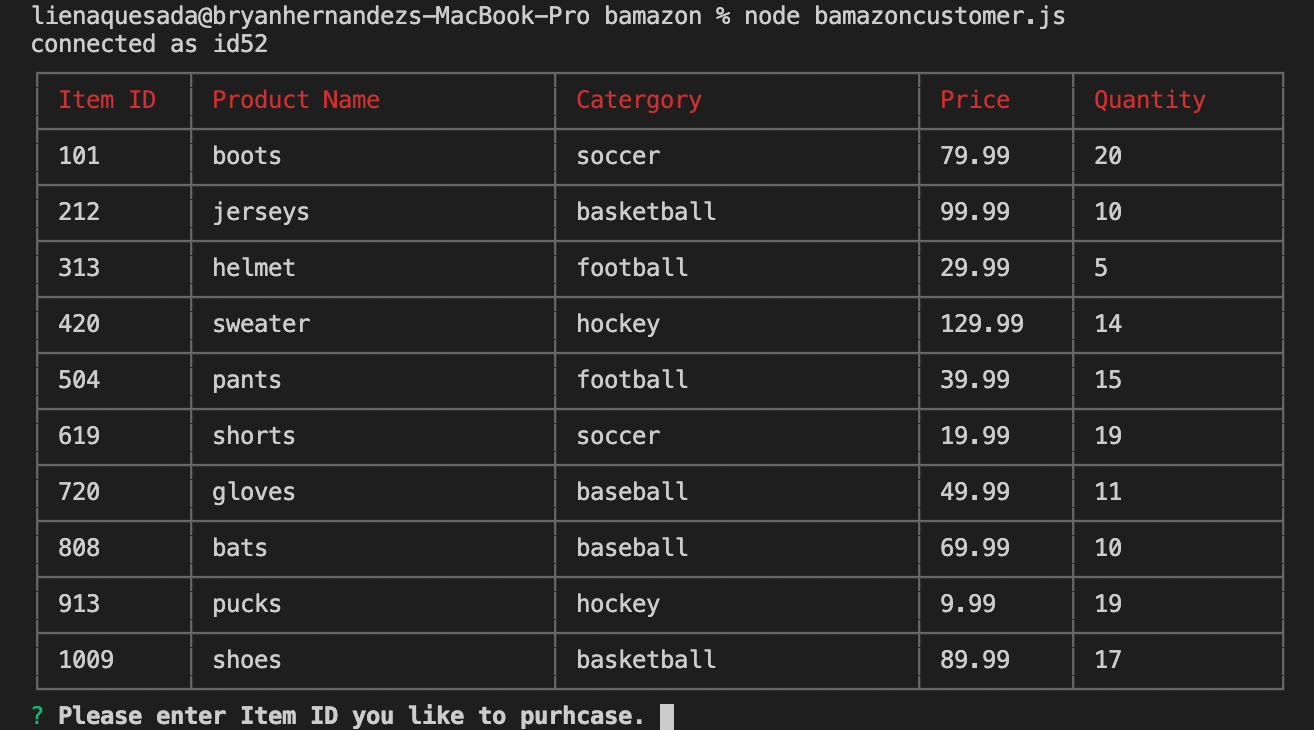 lienaquesada@bryanhernandezs-MacBook-Pro bamazon % node bamazoncustomer.js
connected as id52
Item ID Product Name Catergory Price Quantity
101 boots soccer 79.99 20
212 jerseys basketball 99.99 10
313 helmet football 29.99 5
420 sweater hockey 129.99 14
504 pants football 39.99 15
619 shorts soccer 19.99 19
720 gloves baseball 49.99 11
808 bats baseball 69.99 10
913 pucks hockey 9.99 19
1009 shoes basketball 89.99 17
? Please enter Item ID you like to purhcase.